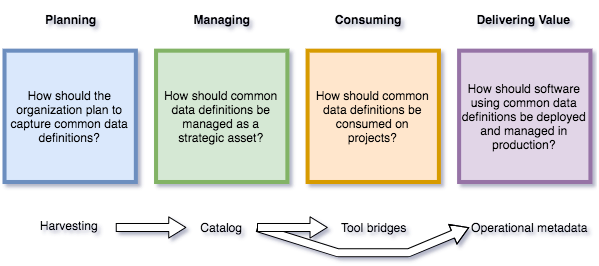 Planning
Managing
Consuming
Delivering Value
How should the
organization plan to
capture common data
definitions?
How should common
data definitions be
managed as a
strategic asset?
How should common
data definitions be
consumed on
projects?
How should software
using common data
definitions be deployed
and managed in
production?
Harvesting
Catalog
Tool bridges
Operational metadata